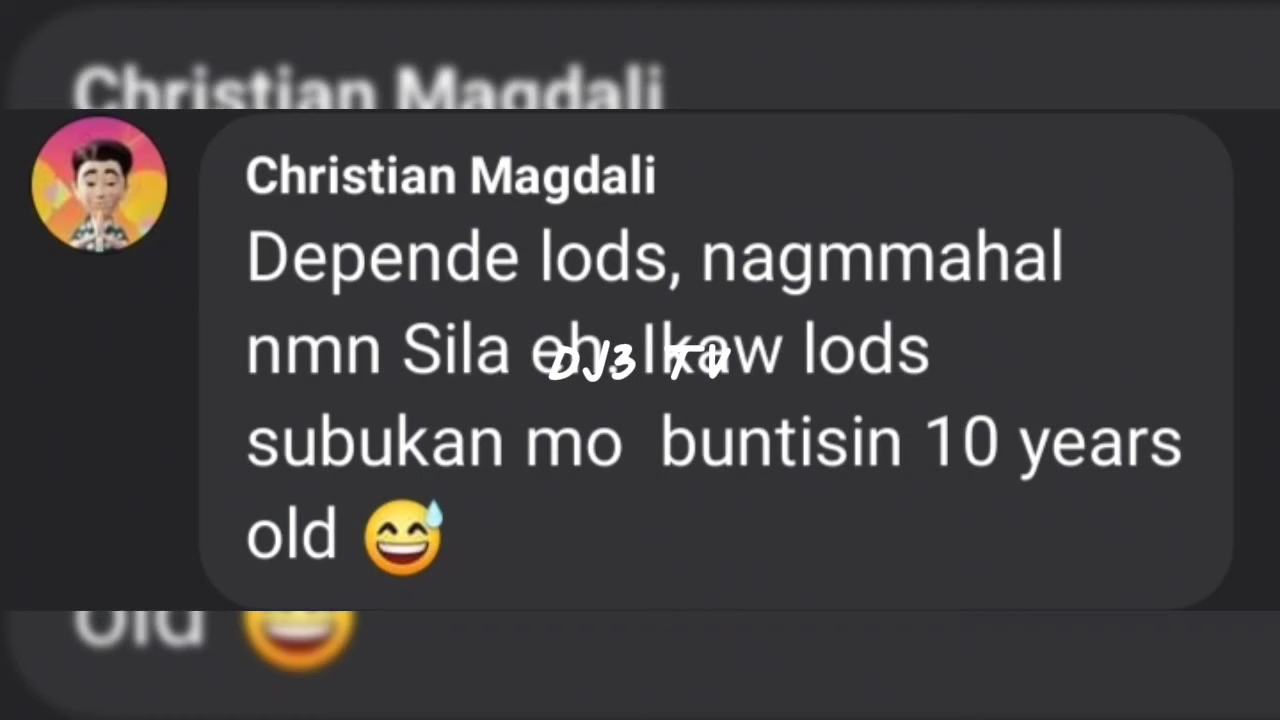 Christian Magdali
Christian Magdali
Depende lods, nagmmahal
nmn Sila eh. Ikaw lods
DJ3 TV
subukan mo buntisin 10 years
old 😅
old 😅